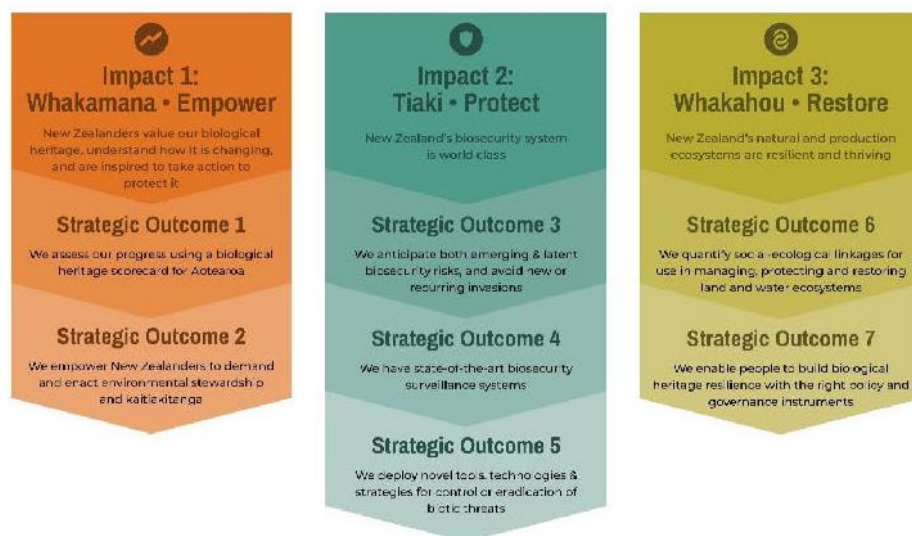 Impact 1:
Whakamana • Empower
New Zealanders value our biological
heritage, understand how it is changing,
and are inspired to take action to
protect it
Strategic Outcome 1
We assess our progress using a biological
heritage scorecard for Aotearoa
Strategic Outcome 2
We empower New Zealanders to demand
and enact environmental stewardship
and kaitiakitanga
Impact 2:
Tiaki • Protect
New Zealand's biosecurity system
is world class
Strategic Outcome 3
We anticipate both emerging & latent
biosecurity risks, and avoid new or
recurring invasions
Strategic Outcome 4
We have state-of-the-art biosecurity
surveillance systems
Strategic Outcome 5
We deploy novel tools, technologies &
strategies for control or eradication of
biotic threats
Impact 3:
Whakahou • Restore
New Zealand's natural and production
ecosystems are resilient and thriving
Strategic Outcome 6
We quantify social-ecological linkages for
use in managing, protecting and restoring
land and water ecosystems
Strategic Outcome 7
We enable people to build biological
heritage resilience with the right policy and
governance instruments